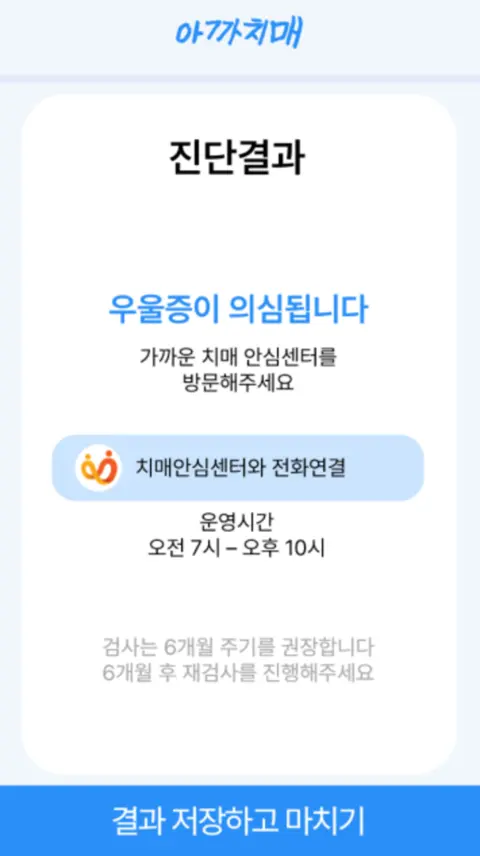 아까치매
진단결과
우울증이 의심됩니다
가까운 치매 안심센터를
방문해주세요
치매안심센터와 전화연결
운영시간
오전 7시 – 오후 10시
검사는 6개월 주기를 권장합니다
6개월 후 재검사를 진행해주세요
결과 저장하고 마치기